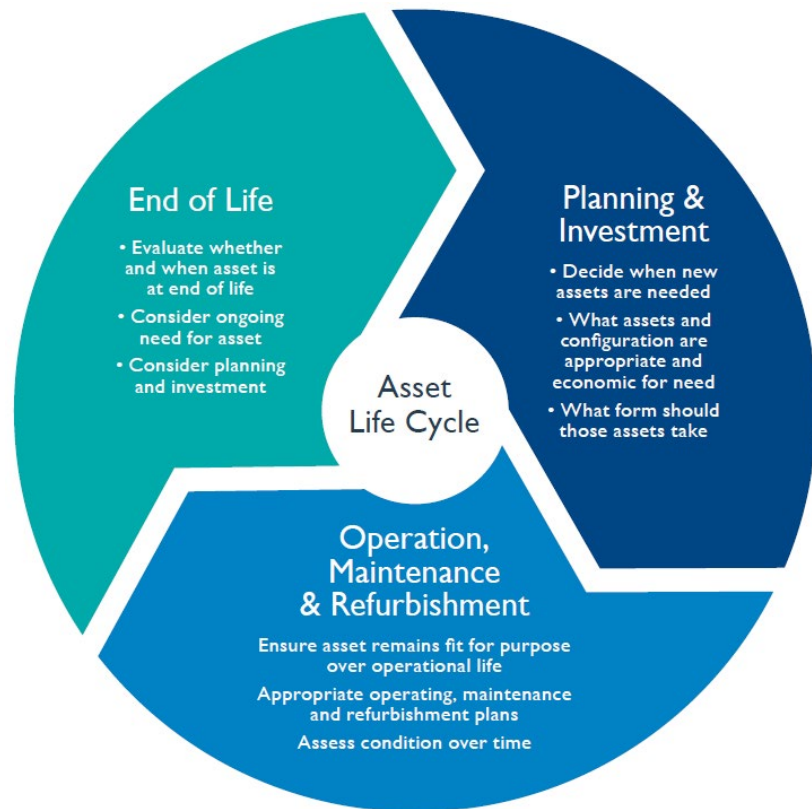 End of Life
• Evaluate whether
and when asset is
at end of life
• Consider ongoing
need for asset
• Consider planning
and investment
Planning &
Investment
• Decide when new
assets are needed
• What assets and
configuration are
appropriate and
economic for need
• What form should
those assets take
Asset
Life Cycle
Operation,
Maintenance
& Refurbishment
Ensure asset remains fit for purpose
over operational life
Appropriate operating, maintenance
and refurbishment plans
Assess condition over time